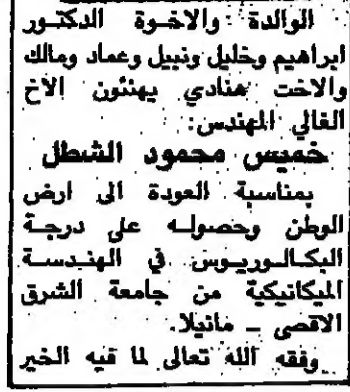 الوالدة والاخوة الدكتور
ابراهيم وخليل ونبيل وعماد ومالك
والاخت هنادي يهنئون الأخ
الغالي المهندس:
خميس محمود الشطل
بمناسبة العودة الى ارض
الوطن وحصوله على درجة
البكالوريوس في الهندسة
الميكانيكية من جامعة الشرق
الاقصى - مانيلا.
وفقه الله تعالى لما فيه الخير